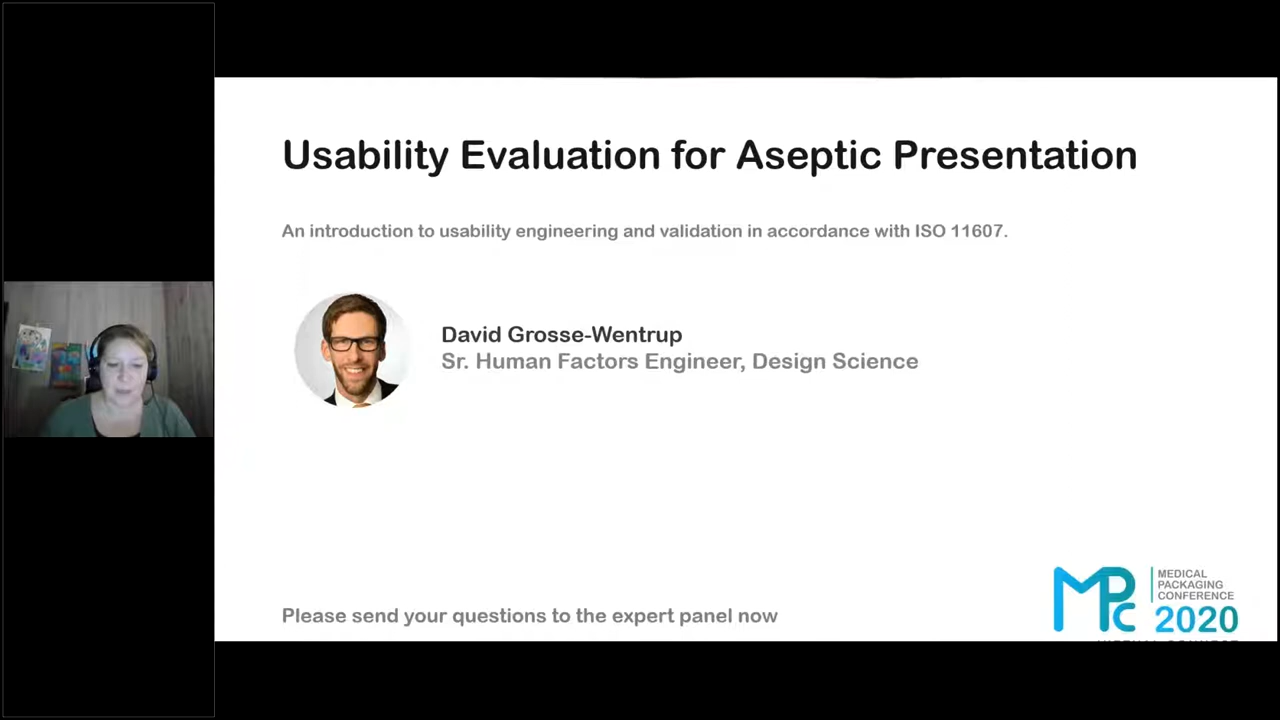 Usability Evaluation for Aseptic Presentation
An introduction to usability engineering and validation in accordance with ISO 11607.
David Grosse-Wentrup
Sr. Human Factors Engineer, Design Science
Please send your questions to the expert panel now
MPC
MEDICAL
PACKAGING
CONFERENCE
2020